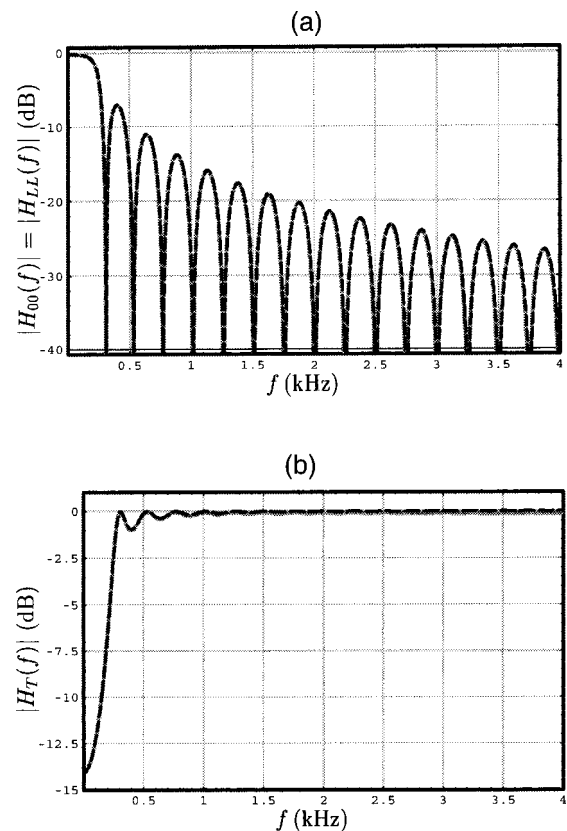 (a)
|H00(f)| = |HLL(f)| (dB)
0
-10
-20
-30
-40
0.5 1 1.5 2 2.5 3 3.5 4
f (kHz)
(b)
|HT(f)| (dB)
0
-2.5
-5
-7.5
-10
-12.5
-15
0.5 1 1.5 2 2.5 3 3.5 4
f (kHz)